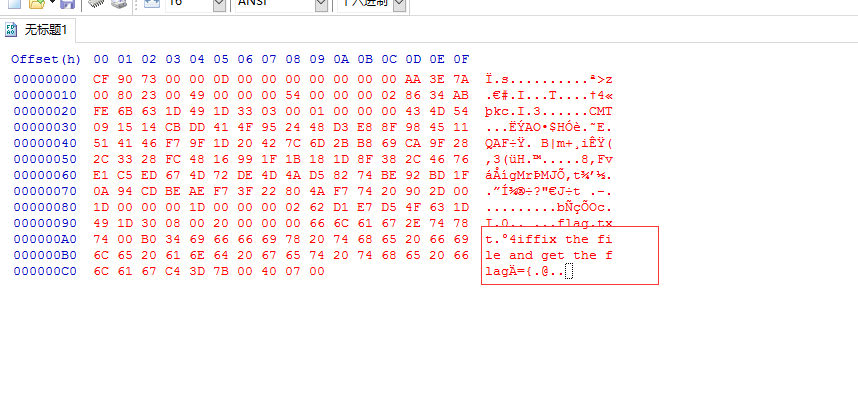 16 ANSI 十六进制
无标题1
Offset(h) 00 01 02 03 04 05 06 07 08 09 0A 0B 0C 0D 0E 0F
00000000 CF 90 73 00 00 0D 00 00 00 00 00 00 00 AA 3E 7A Ï.s..........ª>z
00000010 00 80 23 00 49 00 00 00 54 00 00 00 02 86 34 AB .€#.I...T....†4«
00000020 FE 6B 63 1D 49 1D 33 03 00 01 00 00 00 43 4D 54 þkc.I.3......CMT
00000030 09 15 14 CB DD 41 4F 95 24 48 D3 E8 8F 98 45 11 ...ËÝAO•$HÓè.˜E.
00000040 51 41 46 F7 9F 1D 20 42 7C 6D 2B B8 69 CA 9F 28 QAF÷Ÿ. B|m+¸iÊŸ(
00000050 2C 33 28 FC 48 16 99 1F 1B 18 1D 8F 38 2C 46 76 ,3(üH.™.....8,Fv
00000060 E1 C5 ED 67 4D 72 DE 4D 4A D5 82 74 BE 92 BD 1F áÅígMrÞMJÕ‚t¾’½.
00000070 0A 94 CD BE AE F7 3F 22 80 4A F7 74 20 90 2D 00 .”Í¾®÷?"€J÷t .-.
00000080 1D 00 00 00 1D 00 00 00 02 62 D1 E7 D5 4F 63 1D .........bÑçÕOc.
00000090 49 1D 30 08 00 20 00 00 00 66 6C 61 67 2E 74 78 I.0.. ...flag.tx
000000A0 74 00 B0 34 69 66 66 69 78 20 74 68 65 20 66 69 t.°4iffix the fi
000000B0 6C 65 20 61 6E 64 20 67 65 74 20 74 68 65 20 66 le and get the f
000000C0 6C 61 67 C4 3D 7B 00 40 07 00 lagÄ={.@..